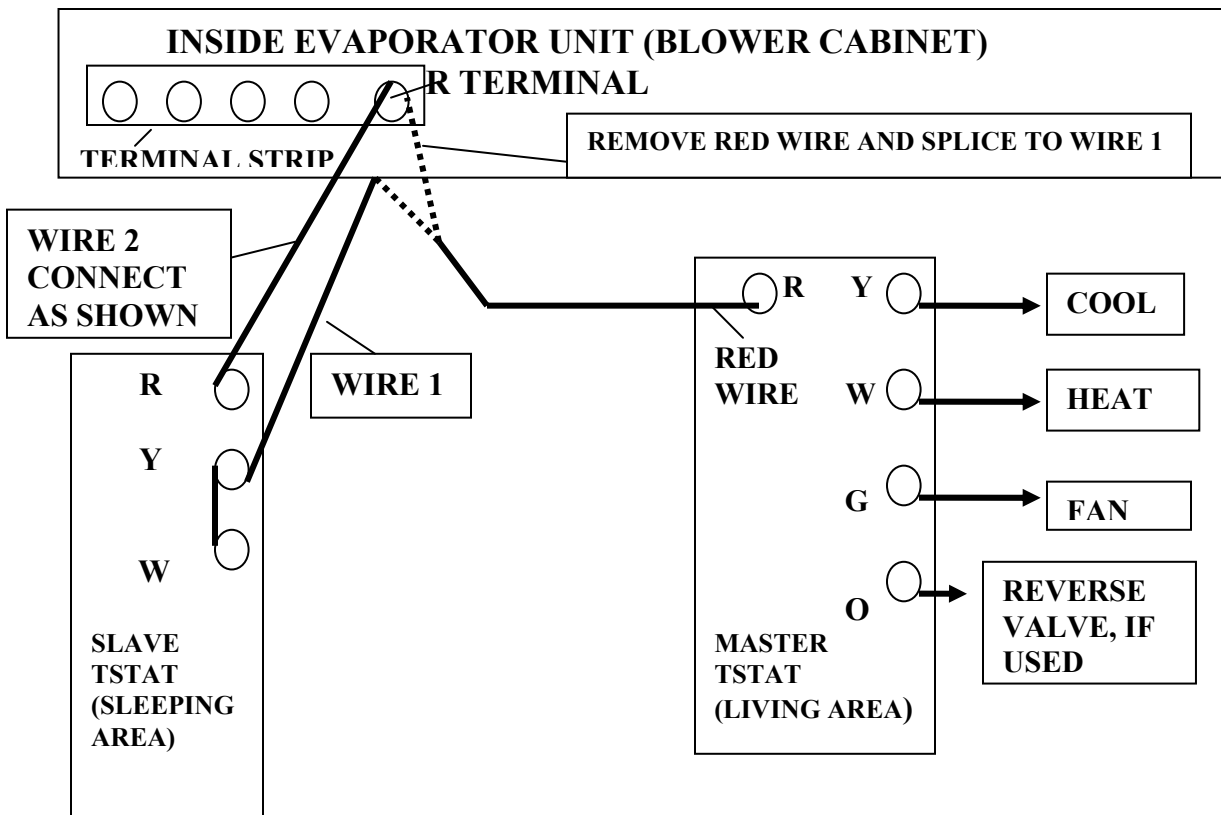 INSIDE EVAPORATOR UNIT (BLOWER CABINET)
R TERMINAL
TERMINAL STRIP
REMOVE RED WIRE AND SPLICE TO WIRE 1
WIRE 2
CONNECT
AS SHOWN
WIRE 1
R
Y
W
SLAVE
TSTAT
(SLEEPING
AREA)
R
Y
RED
WIRE
W
G
O
MASTER
TSTAT
(LIVING AREA)
COOL
HEAT
FAN
REVERSE
VALVE, IF
USED